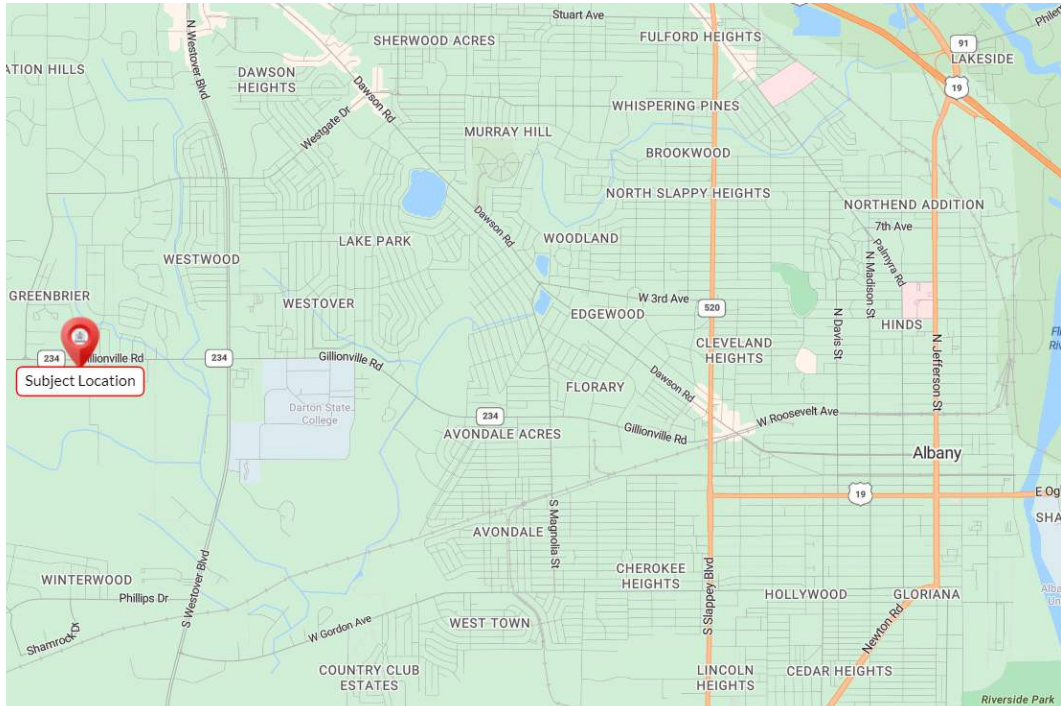 Stuart Ave
FULFORD HEIGHTS
SHERWOOD ACRES
91
LAKESIDE
N Westover Blvd
ATION HILLS
DAWSON
HEIGHTS
Dawson Rd
19
WHISPERING PINES
Westgate Dr
MURRAY HILL
BROOKWOOD
NORTH SLAPPY HEIGHTS
NORTHEND ADDITION
7th Ave
Dawson Rd
WOODLAND
LAKE PARK
Palmyra Rd
N Madison St
WESTWOOD
GREENBRIER
WESTOVER
W 3rd Ave
520
EDGEWOOD
HINDS
N Davis St
CLEVELAND
HEIGHTS
N Jefferson St
234
Gillionville Rd
234
Gillionville Rd
Subject Location
FLORARY
Dawson Rd
Darton State
College
234
W Roosevelt Ave
AVONDALE ACRES
Gillionville Rd
Albany
19
E Og
SHA
S Magnolia St
AVONDALE
S Westover Blvd
CHEROKEE
HEIGHTS
S Slappey Blvd
WINTERWOOD
Phillips Dr
HOLLYWOOD
GLORIANA
Newton Rd
WEST TOWN
W Gordon Ave
Shamrock Dr
COUNTRY CLUB
ESTATES
LINCOLN
HEIGHTS
CEDAR HEIGHTS
Riverside Park